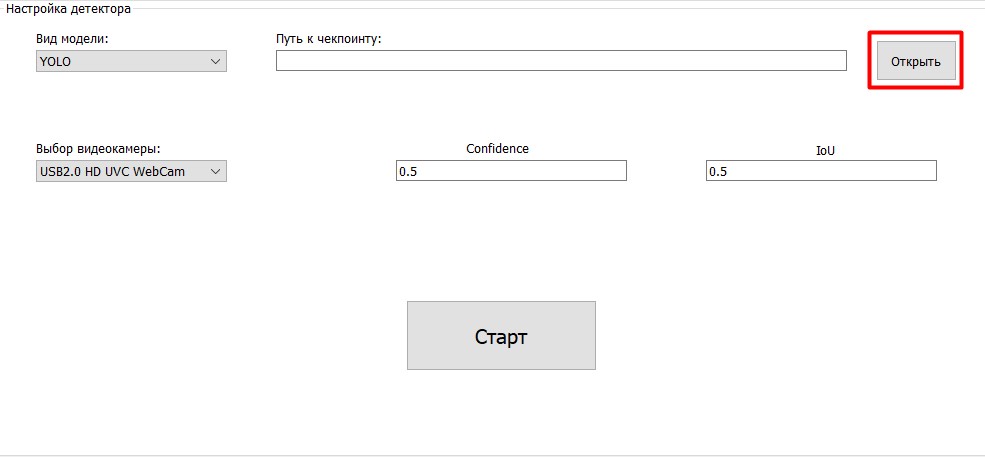 Настройка детектора
Вид модели:
Путь к чекпоинту:
YOLO
Открыть
Выбор видеокамеры:
Confidence
IoU
USB2.0 HD UVC WebCam
0.5
0.5
Старт